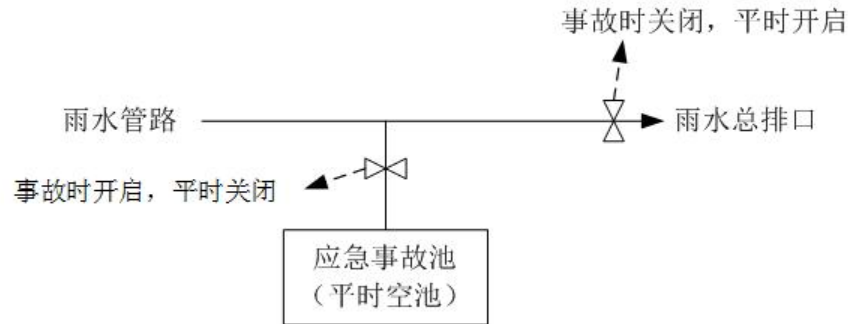 事故时关闭，平时开启
雨水管路
雨水总排口
事故时开启，平时关闭
应急事故池
（平时空池）